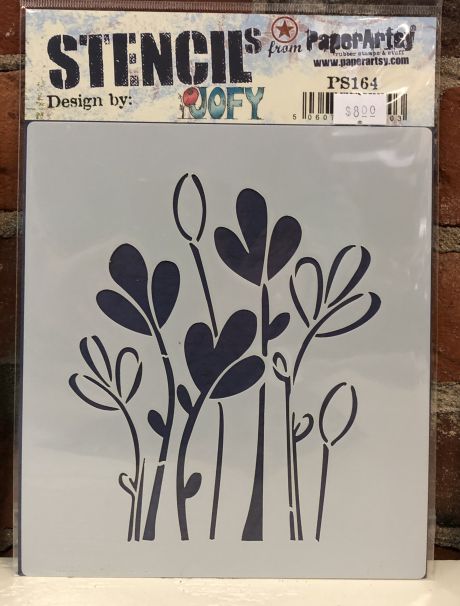 STENCILS from PaperArtsy
rubber stamps & stuff
www.paperartsy.com
Design by: JOFY PS164
$8.00